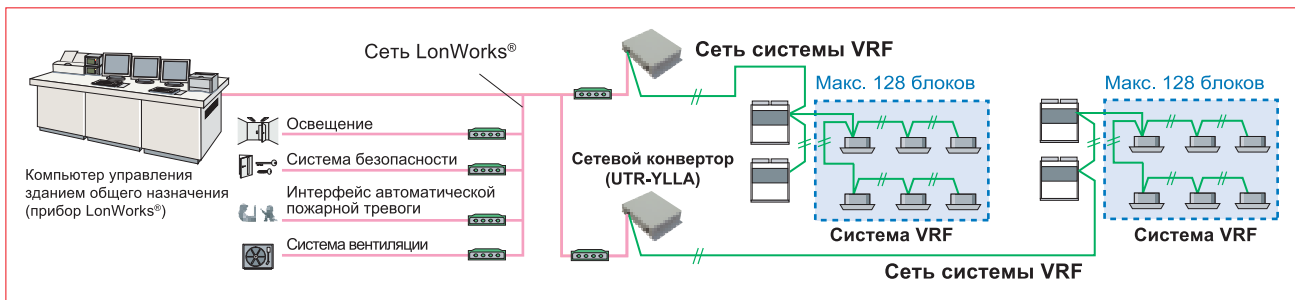 Сеть LonWorks®
Сеть системы VRF
Макс. 128 блоков
Макс. 128 блоков
Освещение
Система безопасности
Интерфейс автоматической
пожарной тревоги
Система вентиляции
Компьютер управления
зданием общего назначения
(прибор LonWorks®)
Сетевой конвертор
(UTR-YLLA)
Система VRF
Система VRF
Сеть системы VRF